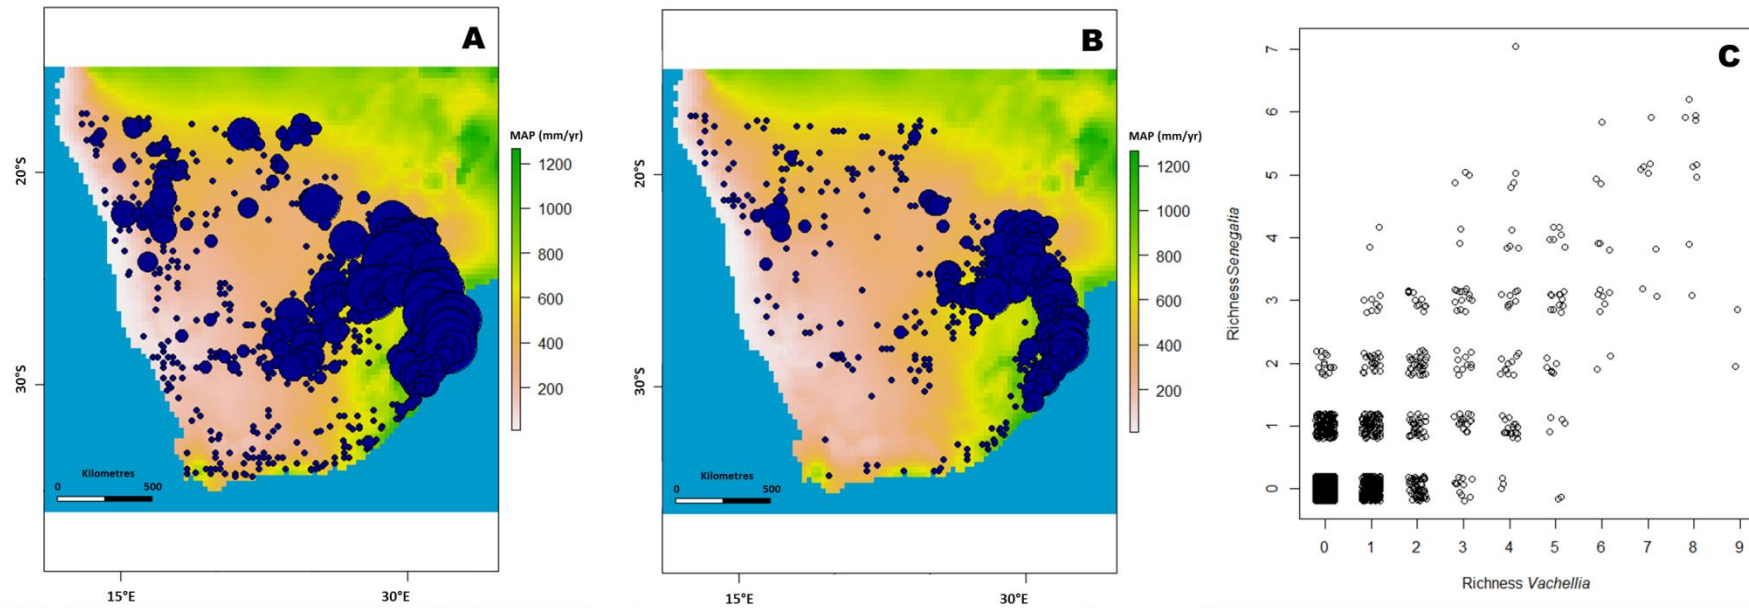 A
MAP (mm/yr)
1200
1000
800
600
400
200
20°S
30°S
Kilometres
0 500
15°E 30°E
B
MAP (mm/yr)
1200
1000
800
600
400
200
20°S
30°S
Kilometres
0 500
15°E 30°E
C
7
6
5
4
3
2
1
0
RichnessSenegalia
0 1 2 3 4 5 6 7 8 9
Richness Vachellia